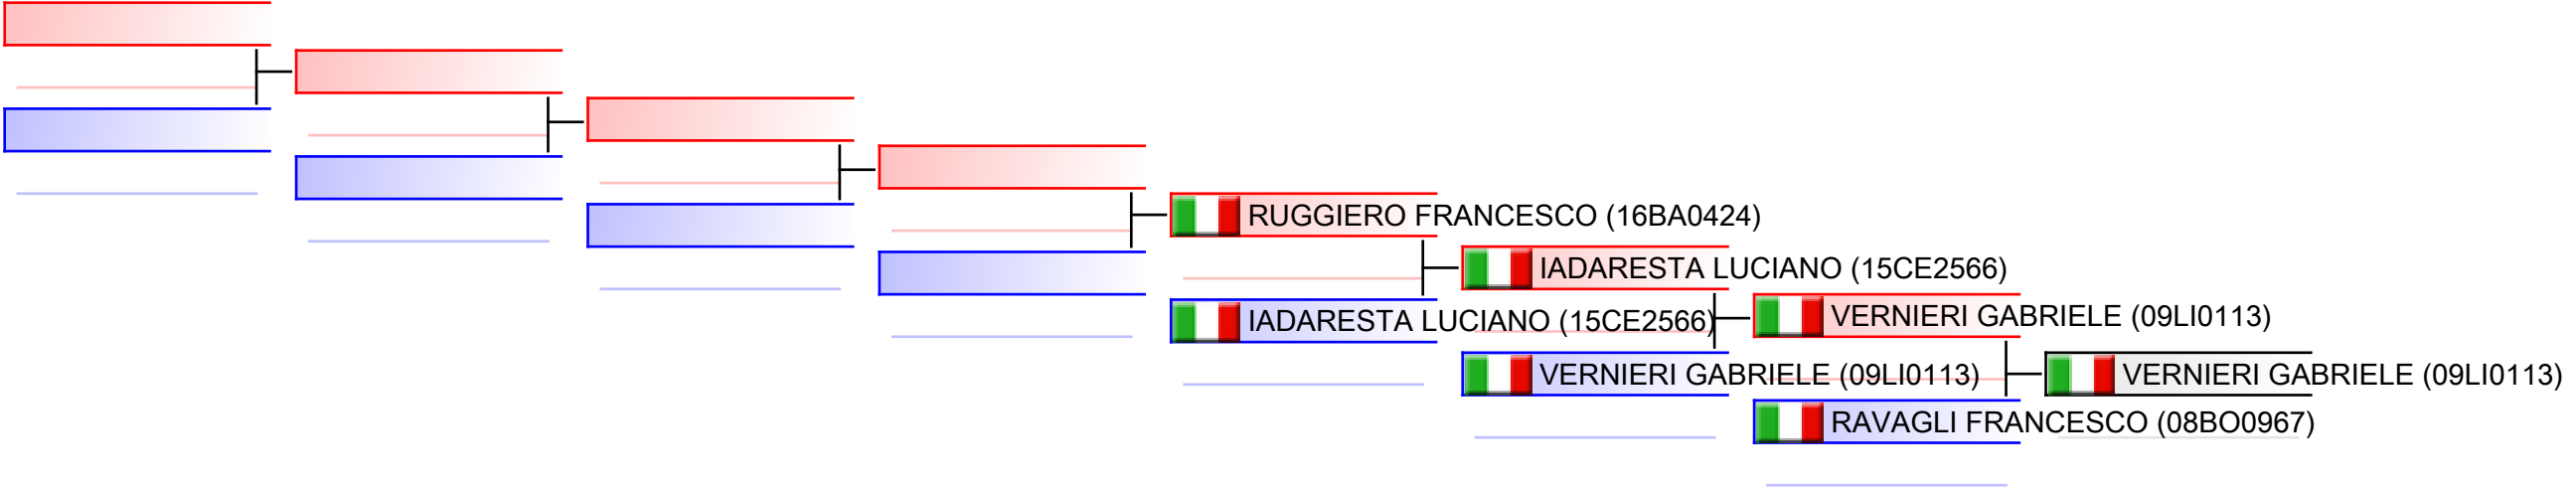 RUGGIERO FRANCESCO (16BA0424)
IADARESTA LUCIANO (15CE2566)
IADARESTA LUCIANO (15CE2566)
VERNIERI GABRIELE (09LI0113)
VERNIERI GABRIELE (09LI0113)
VERNIERI GABRIELE (09LI0113)
RAVAGLI FRANCESCO (08BO0967)